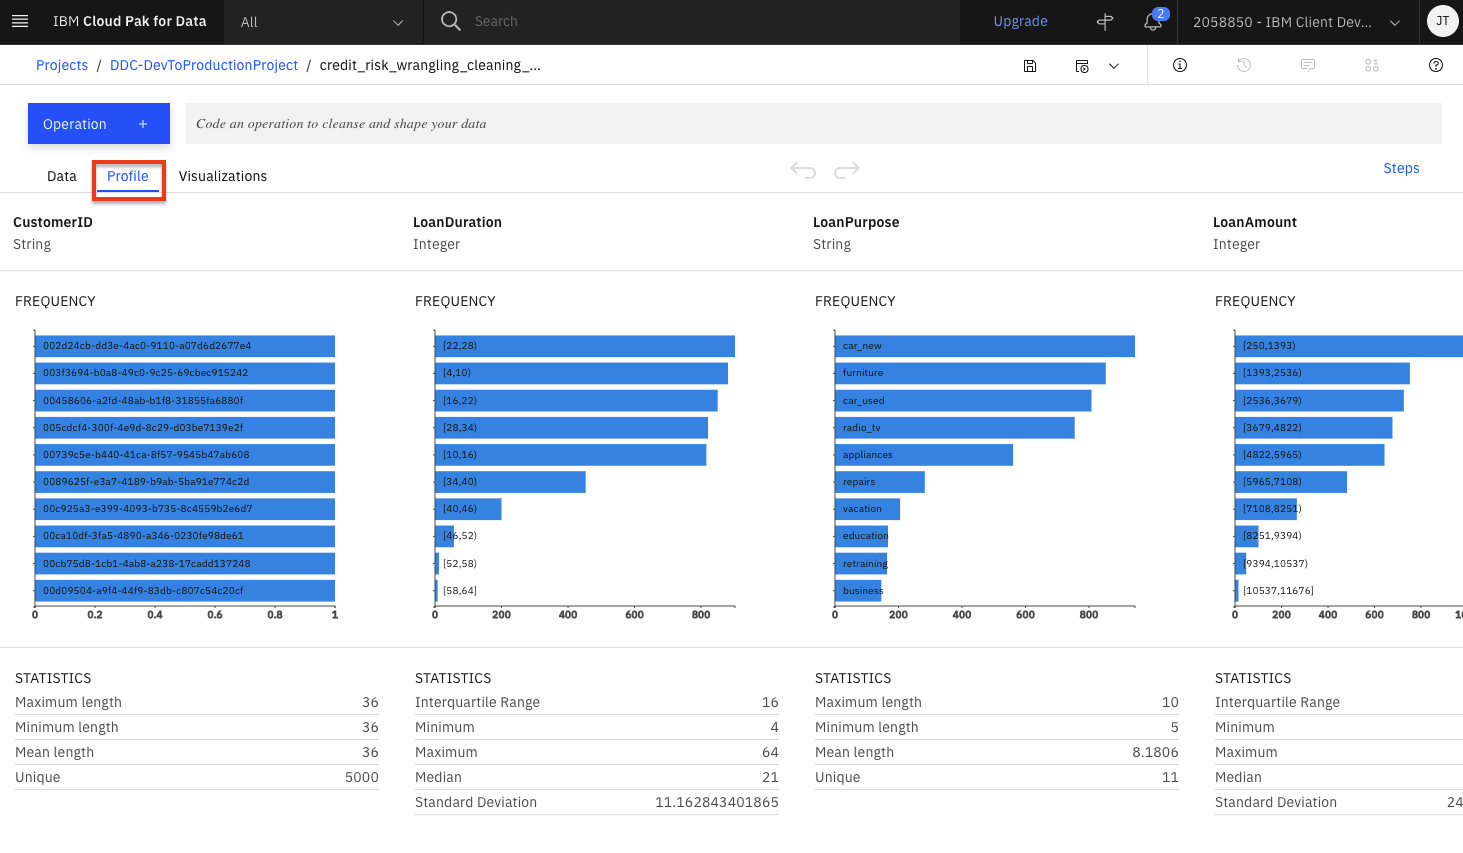 IBM Cloud Pak for Data All Search Upgrade 2 2058850 - IBM Client Dev... JT
Projects / DDC-DevToProductionProject / credit_risk_wrangling_cleaning_...
Operation + Code an operation to cleanse and shape your data
Data Profile Visualizations Steps
CustomerID
String
LoanDuration
Integer
LoanPurpose
String
LoanAmount
Integer
FREQUENCY
002d24cb-dd3e-4ac0-9110-a07d6d2677e4
003f3694-b0a8-49c0-9c25-69cbec915242
00458606-a2fd-48ab-b1f8-31855fa6880f
005cdcf4-300f-4e9d-8c29-d03be7139e2f
00739c5e-b440-41ca-8f57-9545b47ab608
0089625f-e3a7-4189-b9ab-5ba91e774c2d
00c925a3-e399-4093-b735-8c4559b2e6d7
00ca10df-3fa5-4890-a346-0230fe98de61
00cb75d8-1cb1-4ab8-a238-17cadd137248
00d09504-a9f4-44f9-83db-c807c54c20cf
0 0.2 0.4 0.6 0.8 1
FREQUENCY
[22,28)
[4,10)
[16,22)
[28,34)
[10,16)
[34,40)
[40,46)
[46,52)
[52,58)
[58,64]
0 200 400 600 800
FREQUENCY
car_new
furniture
car_used
radio_tv
appliances
repairs
vacation
education
retraining
business
0 200 400 600 800
FREQUENCY
[250,1393)
[1393,2536)
[2536,3679)
[3679,4822)
[4822,5965)
[5965,7108)
[7108,8251)
[8251,9394)
[9394,10537)
[10537,11676]
0 200 400 600 800
STATISTICS
Maximum length 36
Minimum length 36
Mean length 36
Unique 5000
STATISTICS
Interquartile Range 16
Minimum 4
Maximum 64
Median 21
Standard Deviation 11.162843401865
STATISTICS
Maximum length 10
Minimum length 5
Mean length 8.1806
Unique 11
STATISTICS
Interquartile Range
Minimum
Maximum
Median
Standard Deviation 24